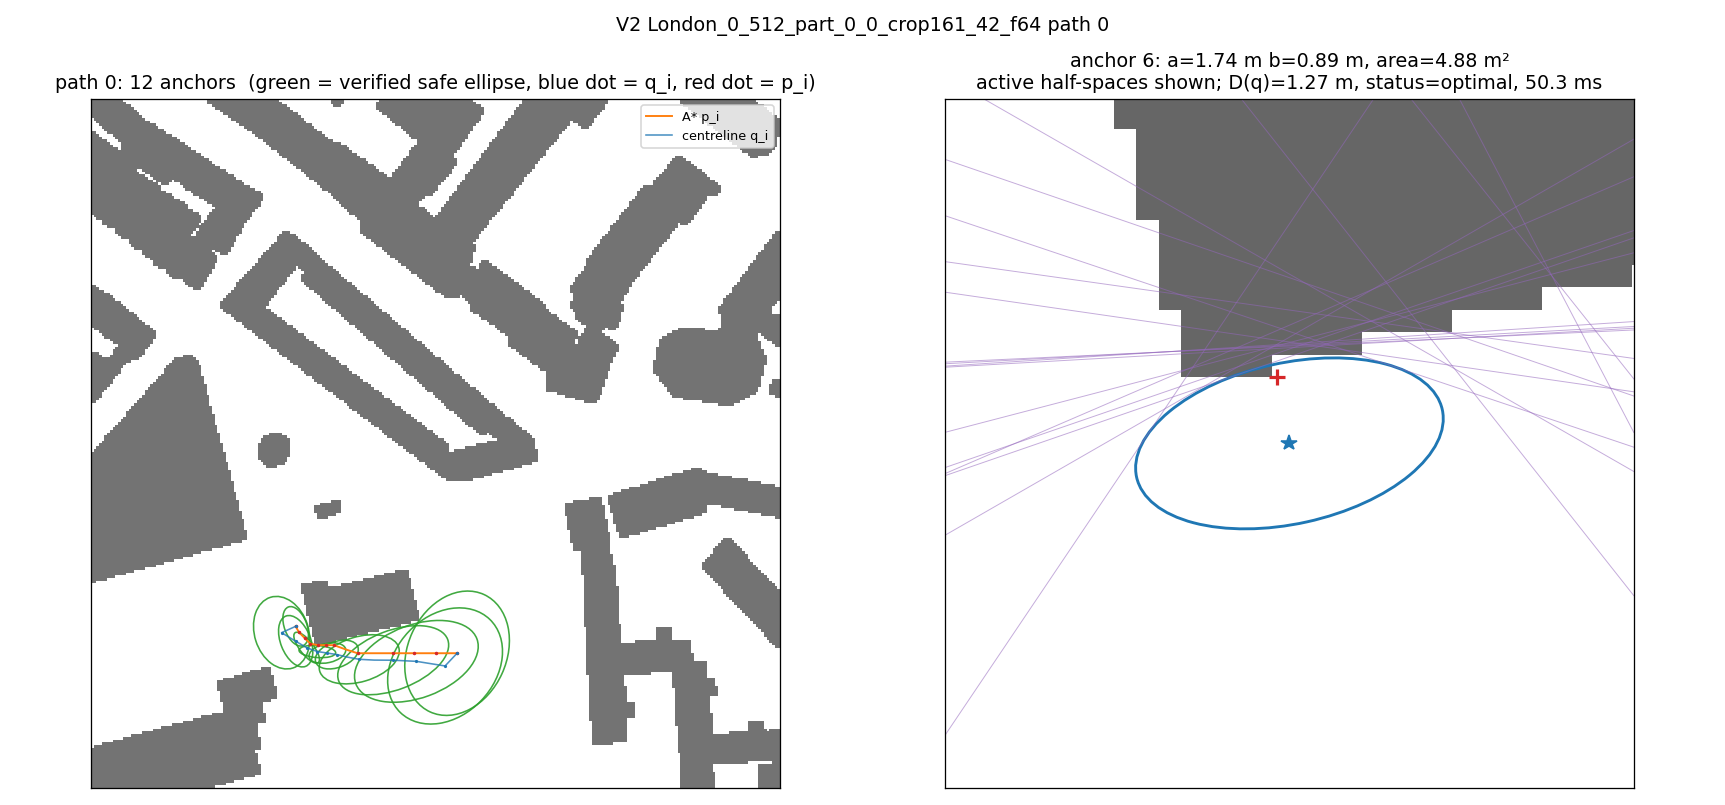 V2 London_0_512_part_0_0_crop161_42_f64 path 0
path 0: 12 anchors  (green = verified safe ellipse, blue dot = q_i, red dot = p_i)
A* p_i
centreline q_i
anchor 6: a=1.74 m b=0.89 m, area=4.88 m²
active half-spaces shown; D(q)=1.27 m, status=optimal, 50.3 ms